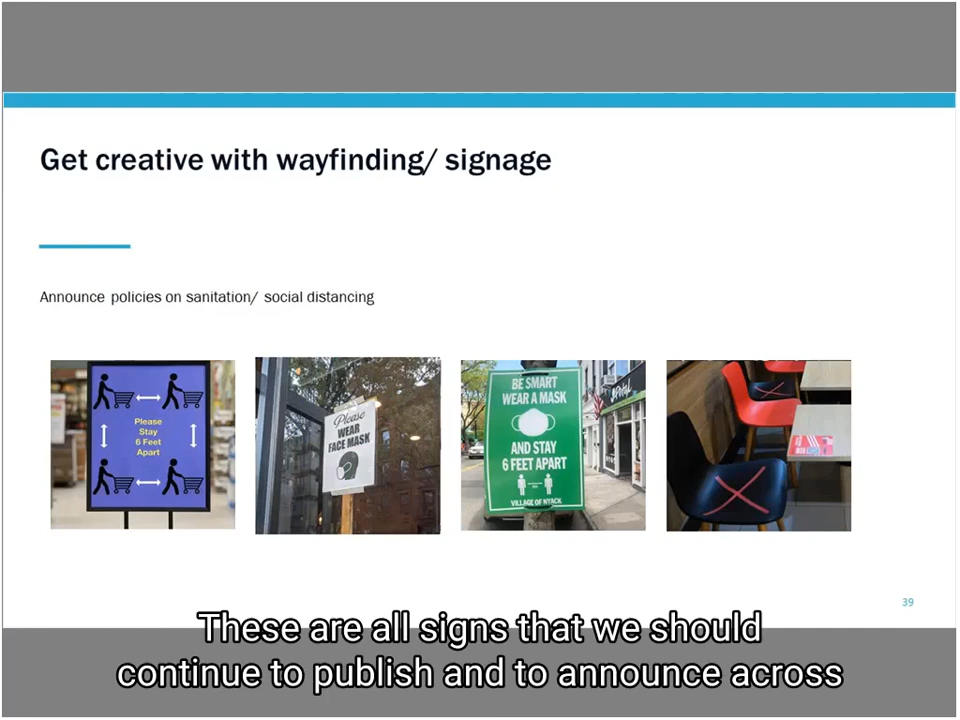 Get creative with wayfinding/ signage
Announce policies on sanitation/ social distancing
Please
Stay
6 Feet
Apart
Please
WEAR
FACE MASK
BE SMART
WEAR A MASK
AND STAY
6 FEET APART
VILLAGE OF NYACK
39
These are all signs that we should
continue to publish and to announce across